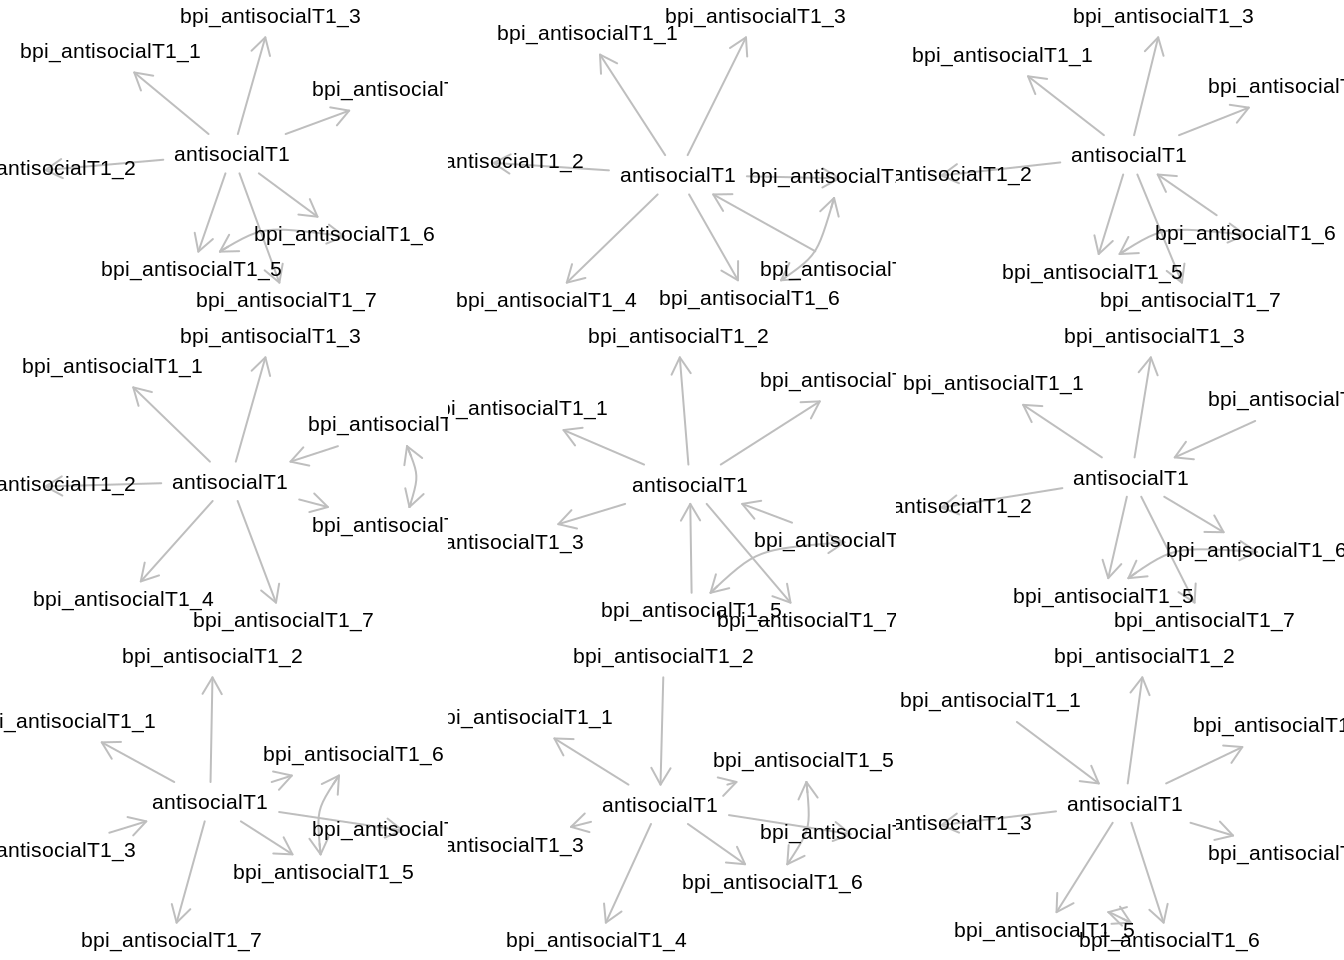 bpi_antisocialT1_3 bpi_antisocialT1_3 bpi_antisocialT1_3
bpi_antisocialT1_1 bpi_antisocialT1_1 bpi_antisocialT1_1
bpi_antisocialT bpi_antisocialT
antisocialT1 antisocialT1 antisocialT1
antisocialT1_2 antisocialT1_2 bpi_antisocialT antisocialT1_2
bpi_antisocialT1_6 bpi_antisocialT1_6
bpi_antisocialT1_5 bpi_antisocialT bpi_antisocialT1_5
bpi_antisocialT1_7 bpi_antisocialT1_4 bpi_antisocialT1_6 bpi_antisocialT1_7
bpi_antisocialT1_3 bpi_antisocialT1_2 bpi_antisocialT1_3
bpi_antisocialT1_1 bpi_antisocialT bpi_antisocialT1_1
bpi_antisocialT pi_antisocialT1_1 bpi_antisocialT
antisocialT1 antisocialT1 antisocialT1
antisocialT1_2 antisocialT1_2
bpi_antisocialT antisocialT1_3 bpi_antisocialT bpi_antisocialT1_6
bpi_antisocialT1_4 bpi_antisocialT1_5 bpi_antisocialT1_5
bpi_antisocialT1_7 bpi_antisocialT1_7 bpi_antisocialT1_7
bpi_antisocialT1_2 bpi_antisocialT1_2 bpi_antisocialT1_2
i_antisocialT1_1 pi_antisocialT1_1 bpi_antisocialT1_1
bpi_antisocialT1_6 bpi_antisocialT1_5 bpi_antisocialT1
antisocialT1 antisocialT1 antisocialT1
bpi_antisocialT bpi_antisocialT antisocialT1_3
antisocialT1_3 antisocialT1_3 bpi_antisocialT
bpi_antisocialT1_5 bpi_antisocialT1_6 bpi_antisocialT1_5
bpi_antisocialT1_7 bpi_antisocialT1_4 bpi_antisocialT1_6